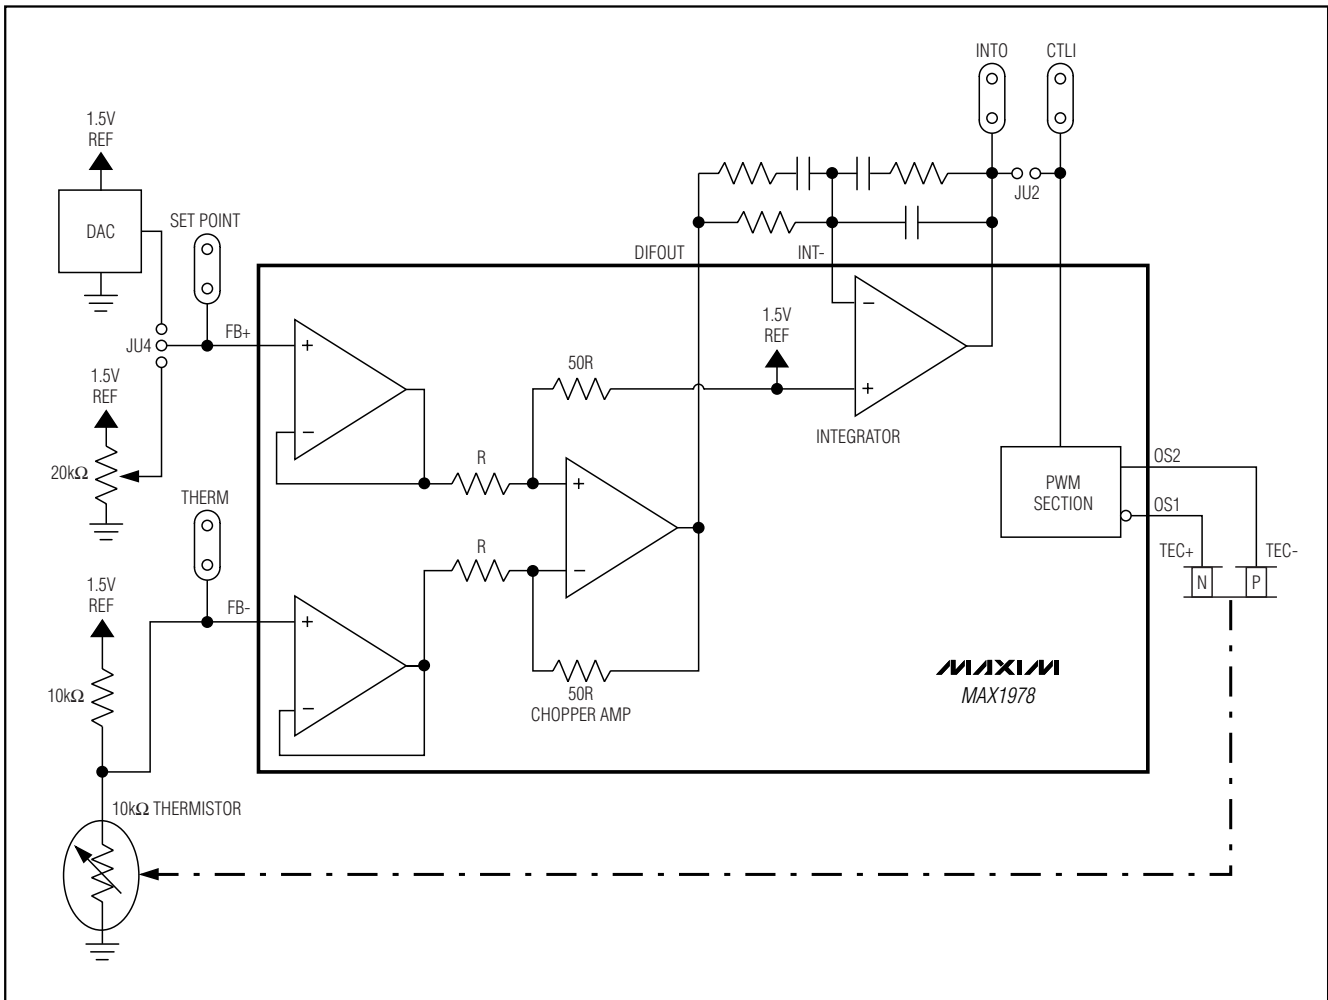 INTO
CTLI
1.5V
REF
DAC
SET POINT
JU2
DIFOUT
INT-
JU4
FB+
+
−
1.5V
REF
50R
−
+
INTEGRATOR
1.5V
REF
20kΩ
R
+
−
PWM
SECTION
OS2
OS1
THERM
R
TEC+
TEC-
N
P
1.5V
REF
FB-
+
−
10kΩ
50R
CHOPPER AMP
MAXIM
MAX1978
10kΩ THERMISTOR